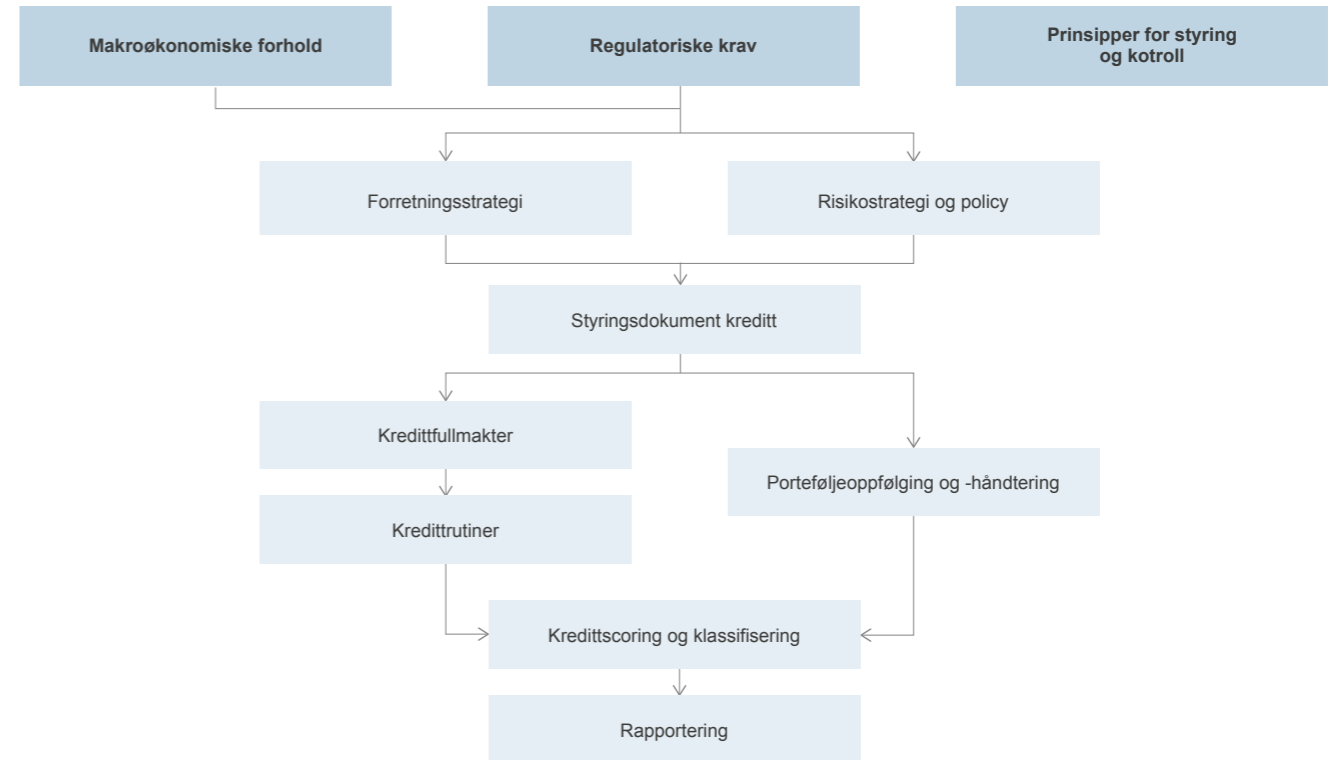 Makroøkonomiske forhold
Regulatoriske krav
Prinsipper for styring
og kotroll
Forretningsstrategi
Risikostrategi og policy
Styringsdokument kreditt
Kredittfullmakter
Porteføljeoppfølging og -håndtering
Kredittrutiner
Kredittscoring og klassifisering
Rapportering